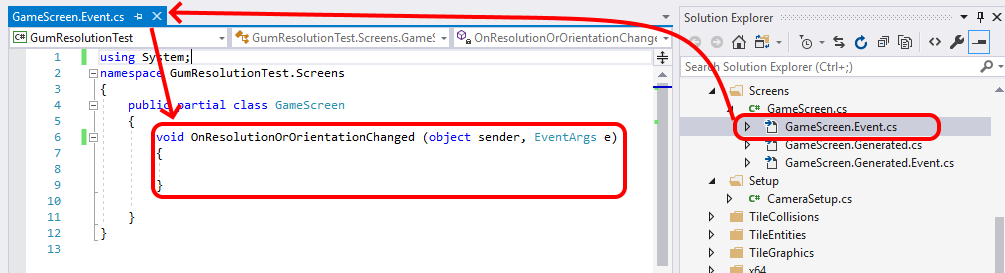 GameScreen.Event.cs
GumResolutionTest
GumResolutionTest.Screens.GameS
OnResolutionOrOrientationChanged
1 using System;
2 namespace GumResolutionTest.Screens
3 {
4 public partial class GameScreen
5 {
6 void OnResolutionOrOrientationChanged (object sender, EventArgs e)
7 {
8
9 }
10
11 }
12 }
13
Solution Explorer
Search Solution Explorer (Ctrl+;)
Screens
C# GameScreen.cs
GameScreen.Event.cs
GameScreen.Generated.cs
GameScreen.Generated.Event.cs
Setup
C# CameraSetup.cs
TileCollisions
TileEntities
TileGraphics
x64